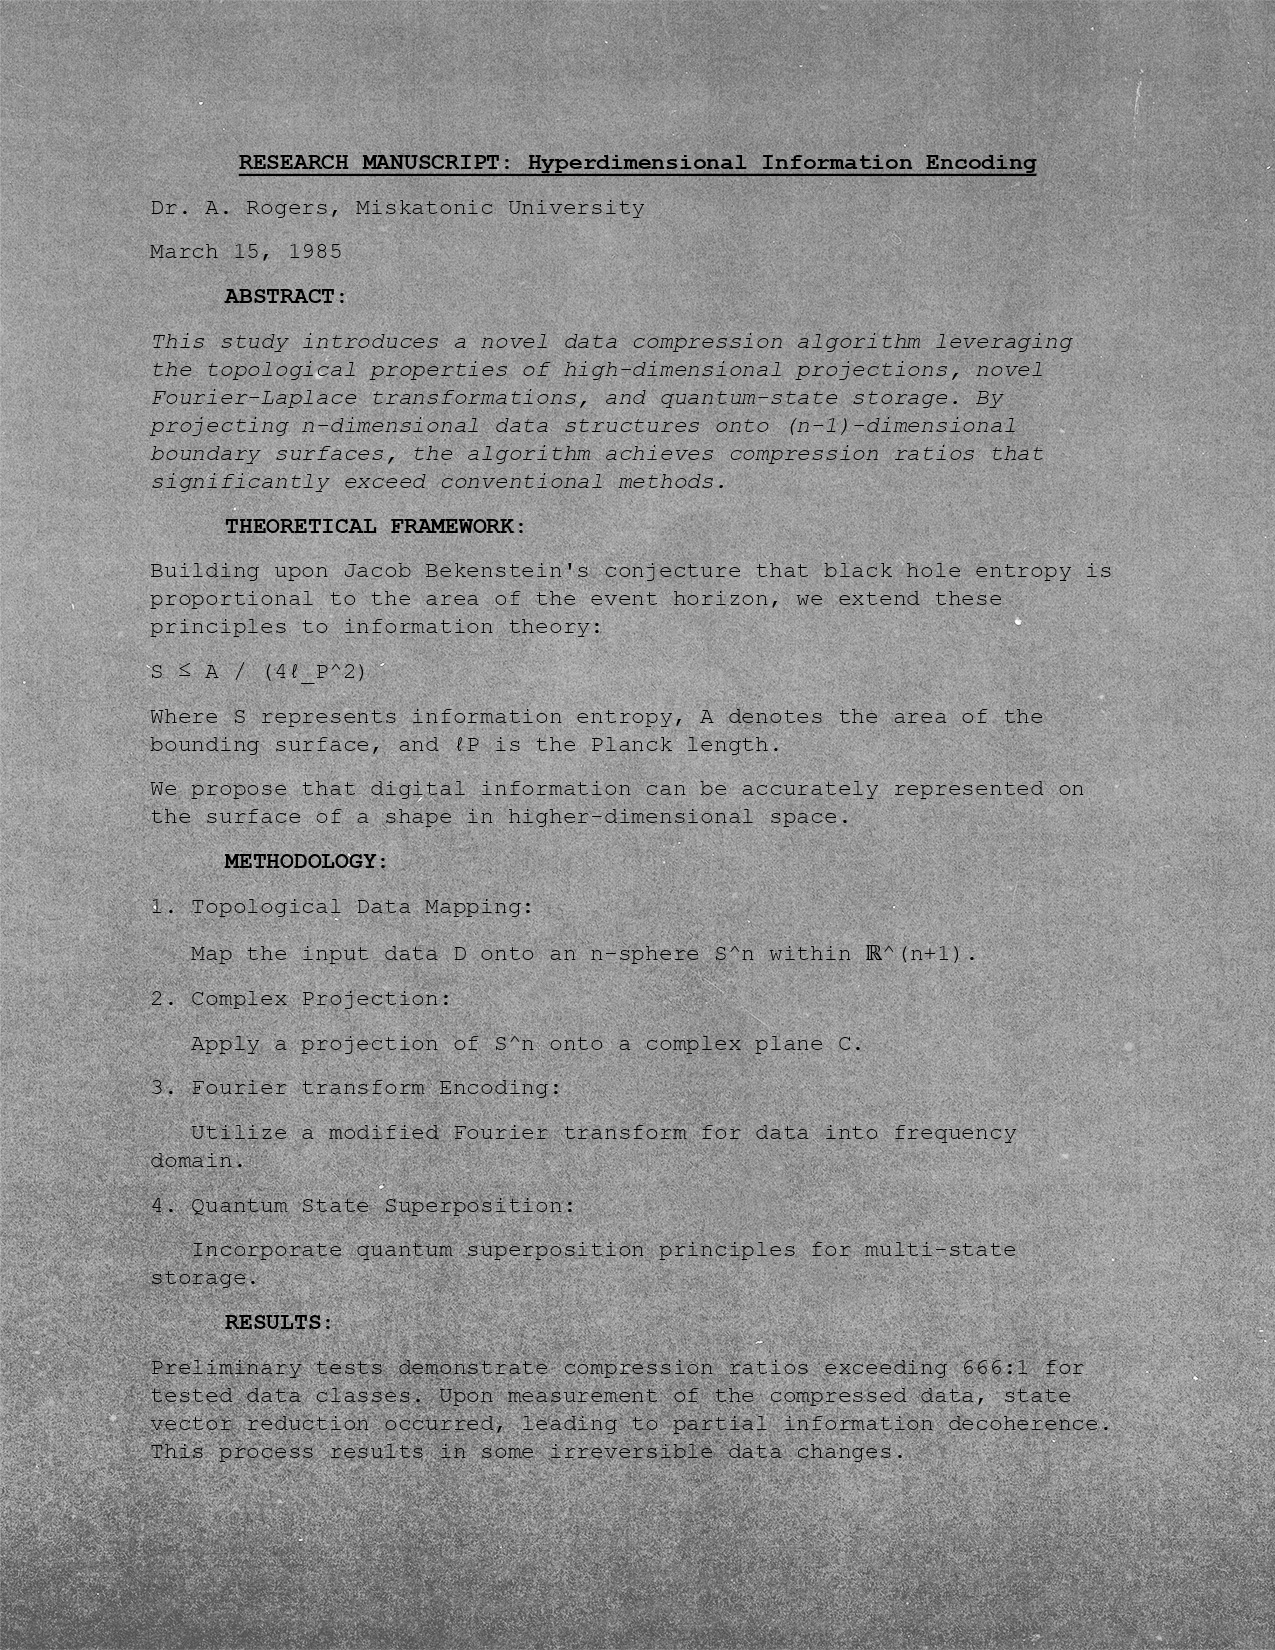 RESEARCH MANUSCRIPT: Hyperdimensional Information Encoding
Dr. A. Rogers, Miskatonic University
March 15, 1985
ABSTRACT:
This study introduces a novel data compression algorithm leveraging
the topological properties of high-dimensional projections, novel
Fourier-Laplace transformations, and quantum-state storage. By
projecting n-dimensional data structures onto (n-1)-dimensional
boundary surfaces, the algorithm achieves compression ratios that
significantly exceed conventional methods.
THEORETICAL FRAMEWORK:
Building upon Jacob Bekenstein's conjecture that black hole entropy is
proportional to the area of the event horizon, we extend these
principles to information theory:
S ≤ A / (4ℓ_P^2)
Where S represents information entropy, A denotes the area of the
bounding surface, and ℓP is the Planck length.
We propose that digital information can be accurately represented on
the surface of a shape in higher-dimensional space.
METHODOLOGY:
1. Topological Data Mapping:
Map the input data D onto an n-sphere S^n within ℝ^(n+1).
2. Complex Projection:
Apply a projection of S^n onto a complex plane C.
3. Fourier transform Encoding:
Utilize a modified Fourier transform for data into frequency
domain.
4. Quantum State Superposition:
Incorporate quantum superposition principles for multi-state
storage.
RESULTS:
Preliminary tests demonstrate compression ratios exceeding 666:1 for
tested data classes. Upon measurement of the compressed data, state
vector reduction occurred, leading to partial information decoherence.
This process results in some irreversible data changes.